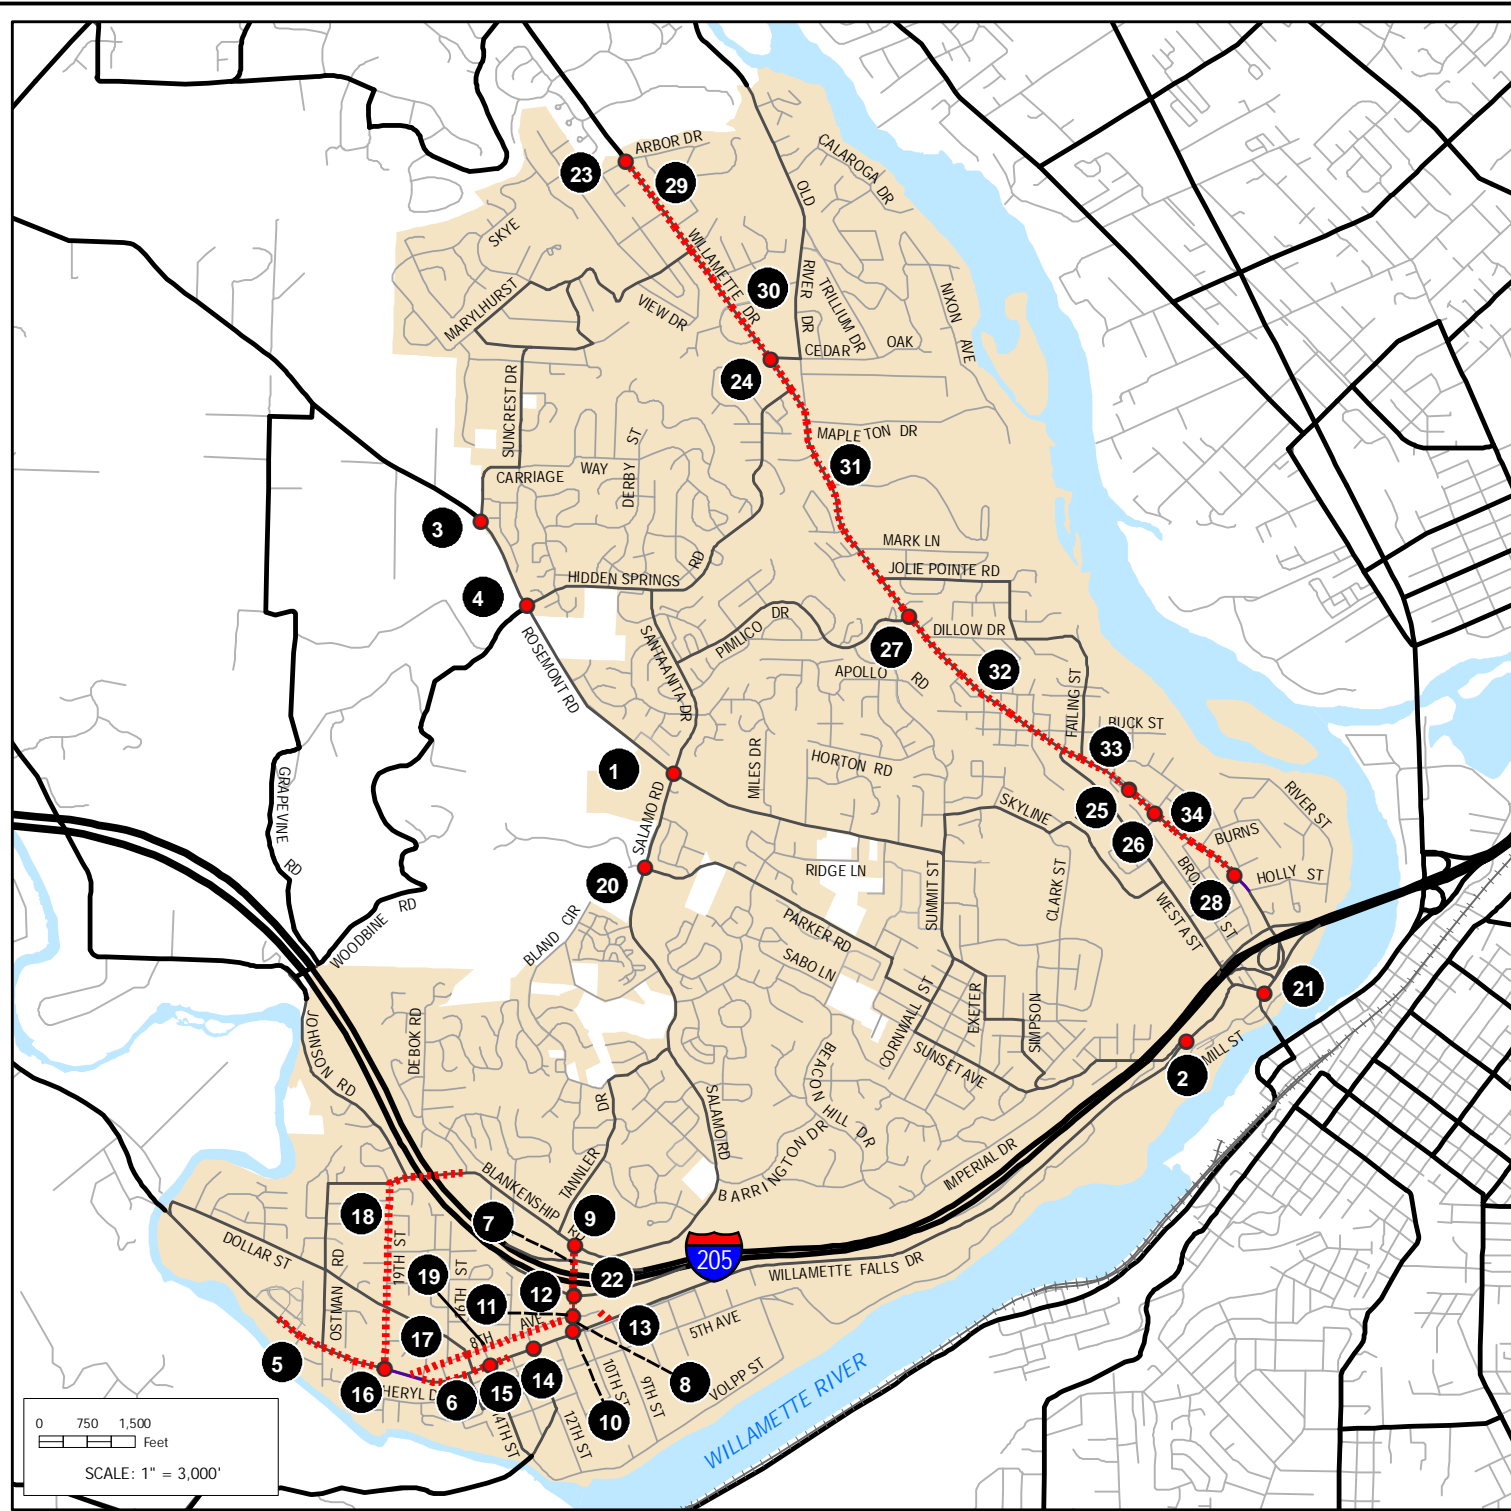 ARBOR DR
23
29
CALAROGA DR
SKYE
OLD
RIVER
DR
WILLAMETTE DR
30
TRILLIUM DR
NIXON
AVE
MARYLHURST
VIEW DR
CEDAR
OAK
24
SUNCREST DR
MAPLETON DR
31
CARRIAGE
WAY
DERBY
ST
3
MARK LN
JOLIE POINTE RD
HIDDEN SPRINGS
RD
4
ROSEMONT RD
SANTA ANITA DR
PIMLICO
DR
27
DILLOW DR
32
APOLLO
RD
FAILING ST
BUCK ST
33
1
MILES DR
HORTON RD
GRAPEVINE
RD
SALAMO RD
SKYLINE
25
34
RIVER ST
26
BURNS
20
RIDGE LN
SUMMIT ST
CLARK ST
28
ST
HOLLY ST
WEST A ST
WOODBINE
RD
BLAND
CIR
PARKER RD
SABO LN
CORNWALL
ST
EXETER
SIMPSON
21
JOHNSON RD
DEBOK RD
BEACON
HILL
DR
SUNSET AVE
MILL ST
2
SALAMO RD
TANNLER
DR
BARRINGTON DR
IMPERIAL DR
BLANKENSHIP
18
7
9
19TH ST
DOLLAR ST
OSTMAN
RD
19
22
205
WILLAMETTE FALLS
DR
12
11
17
8TH
AVE
13
5TH AVE
5
16
6
15
14
10TH ST
9TH ST
8
VOLPP ST
14TH ST
12TH ST
10
WILLAMETTE RIVER
0
750
1,500
Feet
SCALE: 1" = 3,000'